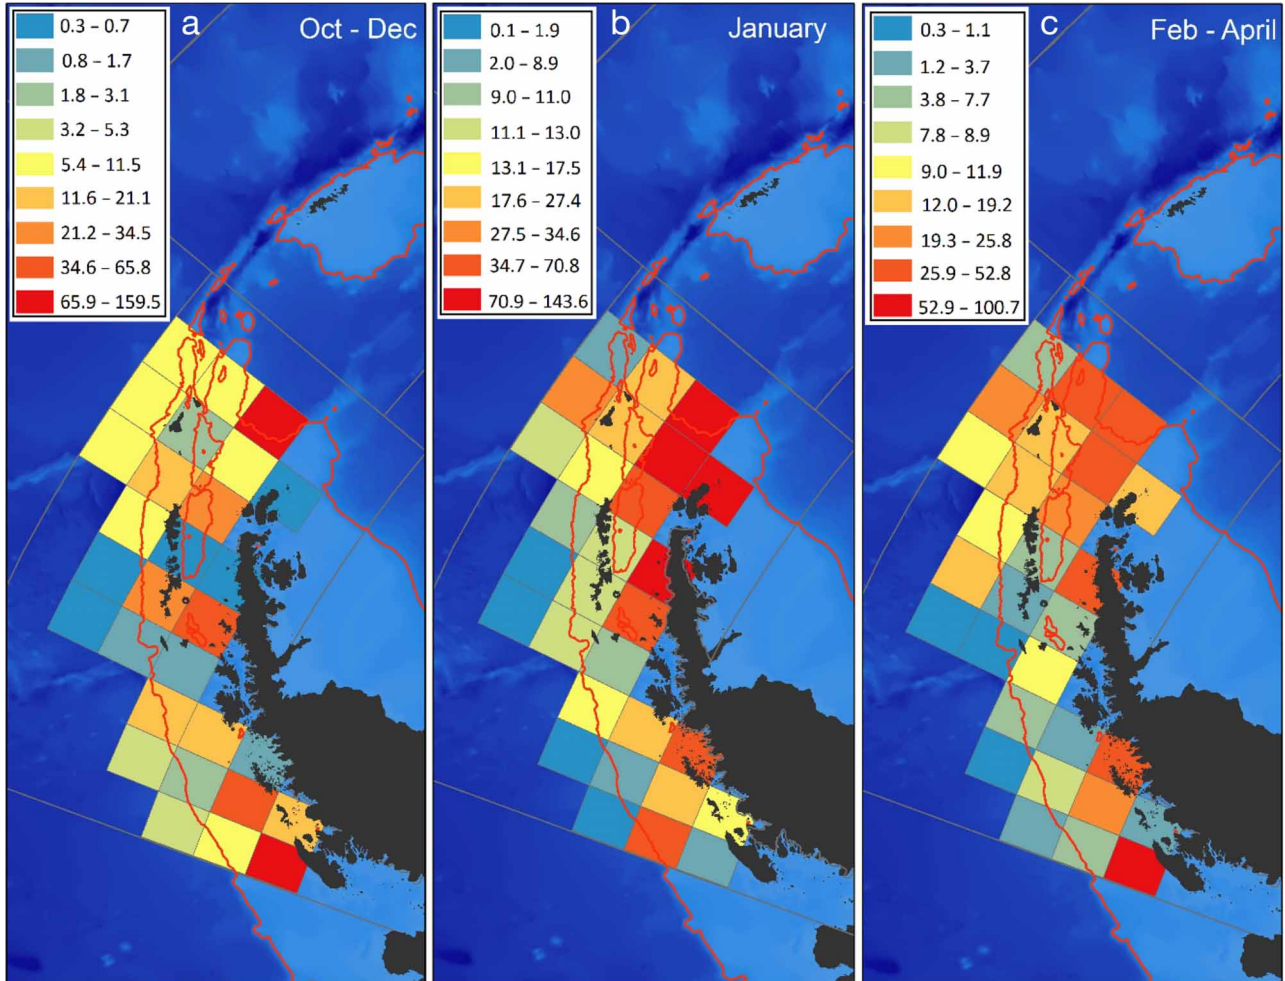 a
Oct - Dec
0.3 – 0.7
0.8 – 1.7
1.8 – 3.1
3.2 – 5.3
5.4 – 11.5
11.6 – 21.1
21.2 – 34.5
34.6 – 65.8
65.9 – 159.5
b
January
0.1 – 1.9
2.0 – 8.9
9.0 – 11.0
11.1 – 13.0
13.1 – 17.5
17.6 – 27.4
27.5 – 34.6
34.7 – 70.8
70.9 – 143.6
c
Feb - April
0.3 – 1.1
1.2 – 3.7
3.8 – 7.7
7.8 – 8.9
9.0 – 11.9
12.0 – 19.2
19.3 – 25.8
25.9 – 52.8
52.9 – 100.7